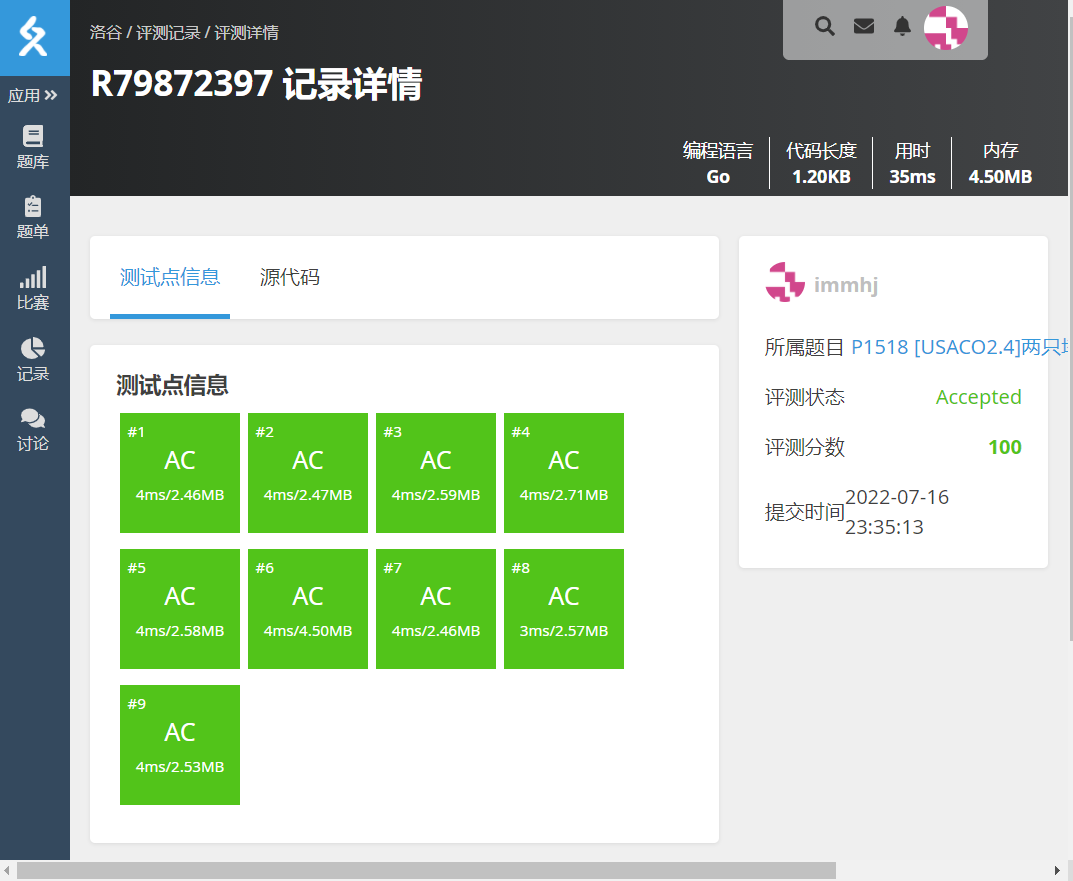 洛谷 / 评测记录 / 评测详情
R79872397 记录详情
应用
题库
题单
比赛
记录
讨论
编程语言 代码长度 用时 内存
Go 1.20KB 35ms 4.50MB
测试点信息 源代码
测试点信息
#1
AC
4ms/2.46MB
#2
AC
4ms/2.47MB
#3
AC
4ms/2.59MB
#4
AC
4ms/2.71MB
#5
AC
4ms/2.58MB
#6
AC
4ms/4.50MB
#7
AC
4ms/2.46MB
#8
AC
3ms/2.57MB
#9
AC
4ms/2.53MB
immhj
所属题目 P1518 [USACO2.4]两只
评测状态 Accepted
评测分数 100
提交时间 2022-07-16
23:35:13